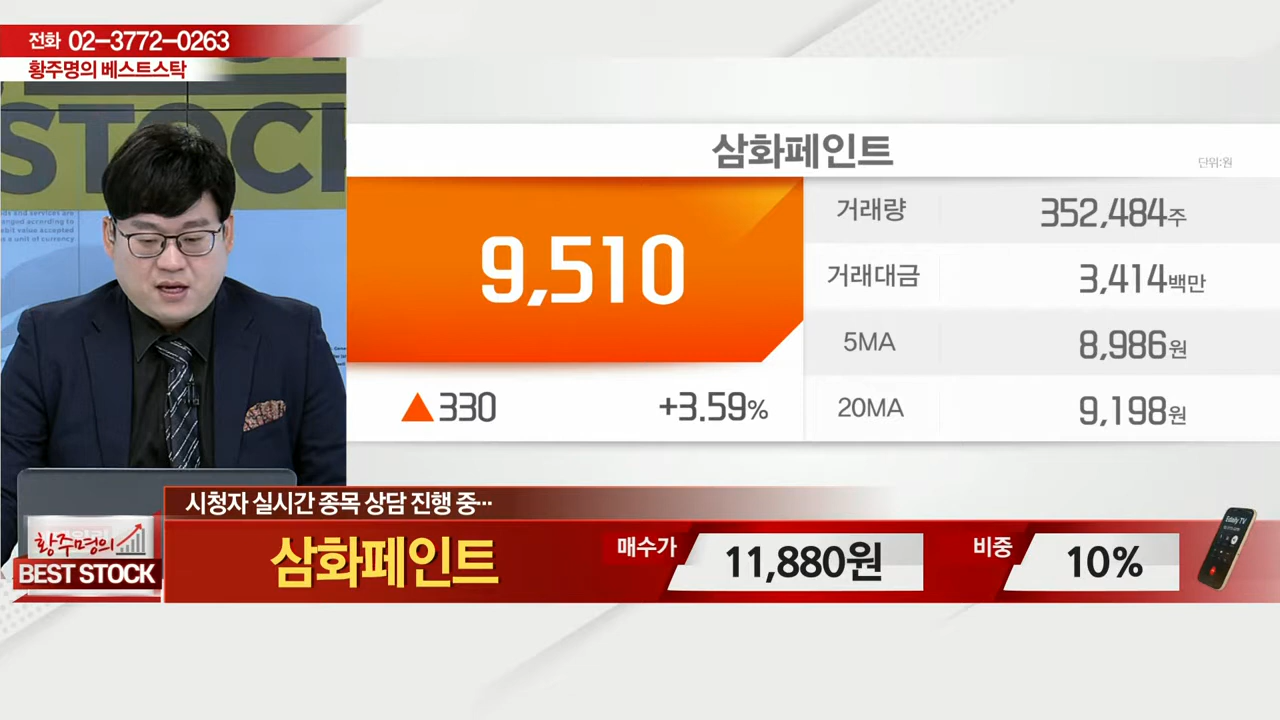 전화 02-3772-0263
황주명의 베스트스탁
STOCK
삼화페인트
단위:원
9,510
▲330 +3.59%
거래량 352,484주
거래대금 3,414백만
5MA 8,986원
20MA 9,198원
시청자 실시간 종목 상담 진행 중...
황주명의
BEST STOCK
삼화페인트 매수가 11,880원 비중 10%